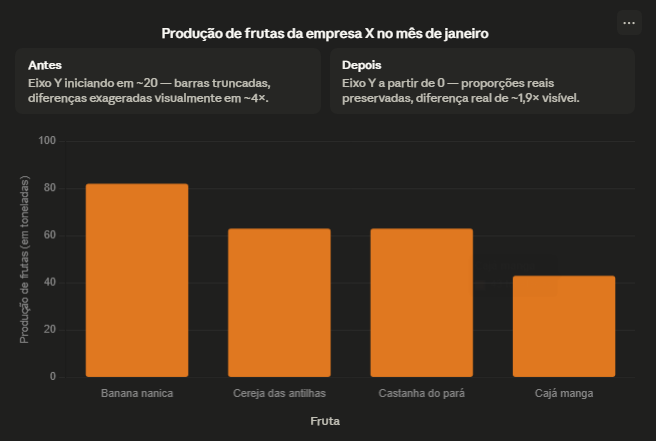 Produção de frutas da empresa X no mês de janeiro
Antes
Eixo Y iniciando em ~20 — barras truncadas,
diferenças exageradas visualmente em ~4×.
Depois
Eixo Y a partir de 0 — proporções reais
preservadas, diferença real de ~1,9× visível.
Produção de frutas (em toneladas)
100
80
60
40
20
0
Banana nanica
Cereja das antilhas
Castanha do pará
Cajá manga
Fruta